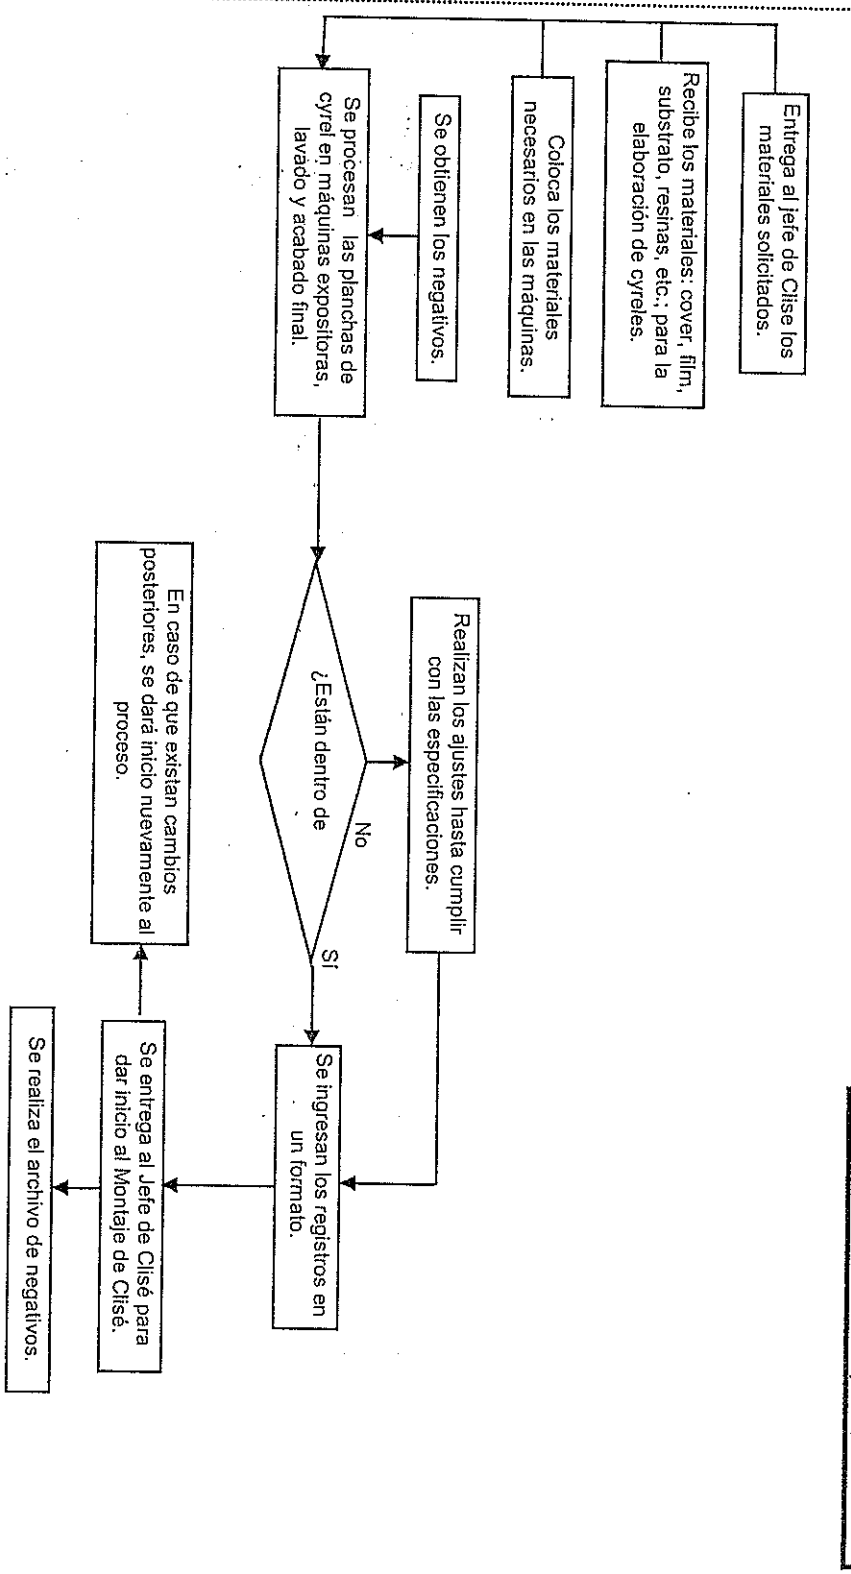 Entrega al jefe de Clise los
materiales solicitados.
Recibe los materiales: cover, film,
substrato, resinas, etc.; para la
elaboración de cyreles.
Coloca los materiales
necesarios en las máquinas.
Se obtienen los negativos.
Se procesan las planchas de
cyrel en máquinas expositoras,
lavado y acabado final.
¿Están dentro de
No
Sí
Realizan los ajustes hasta cumplir
con las especificaciones.
Se ingresan los registros en
un formato.
Se entrega al Jefe de Clisé para
dar inicio al Montaje de Clisé.
En caso de que existan cambios
posteriores, se dará inicio nuevamente al
proceso.
Se realiza el archivo de negativos.